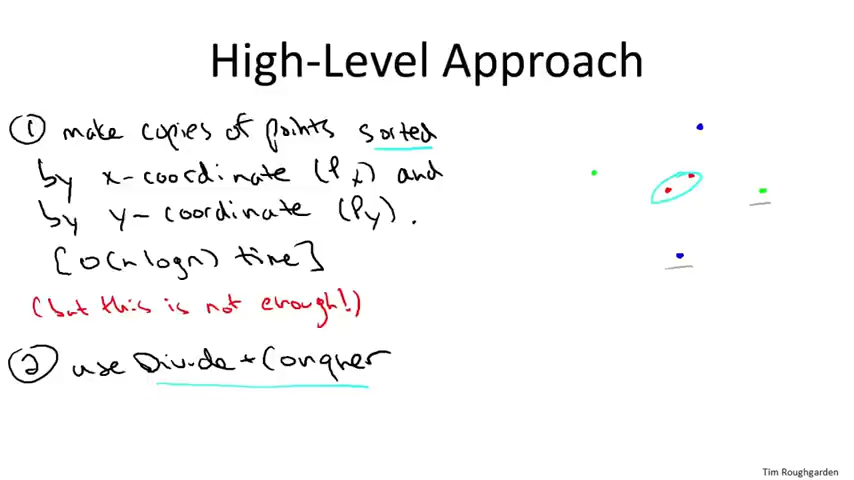 High-Level Approach
① make copies of points sorted
by x-coordinate (Px) and
by y-coordinate (Py).
[O(n logn) time]
(but this is not enough!)
② use Divide + Conquer
Tim Roughgarden